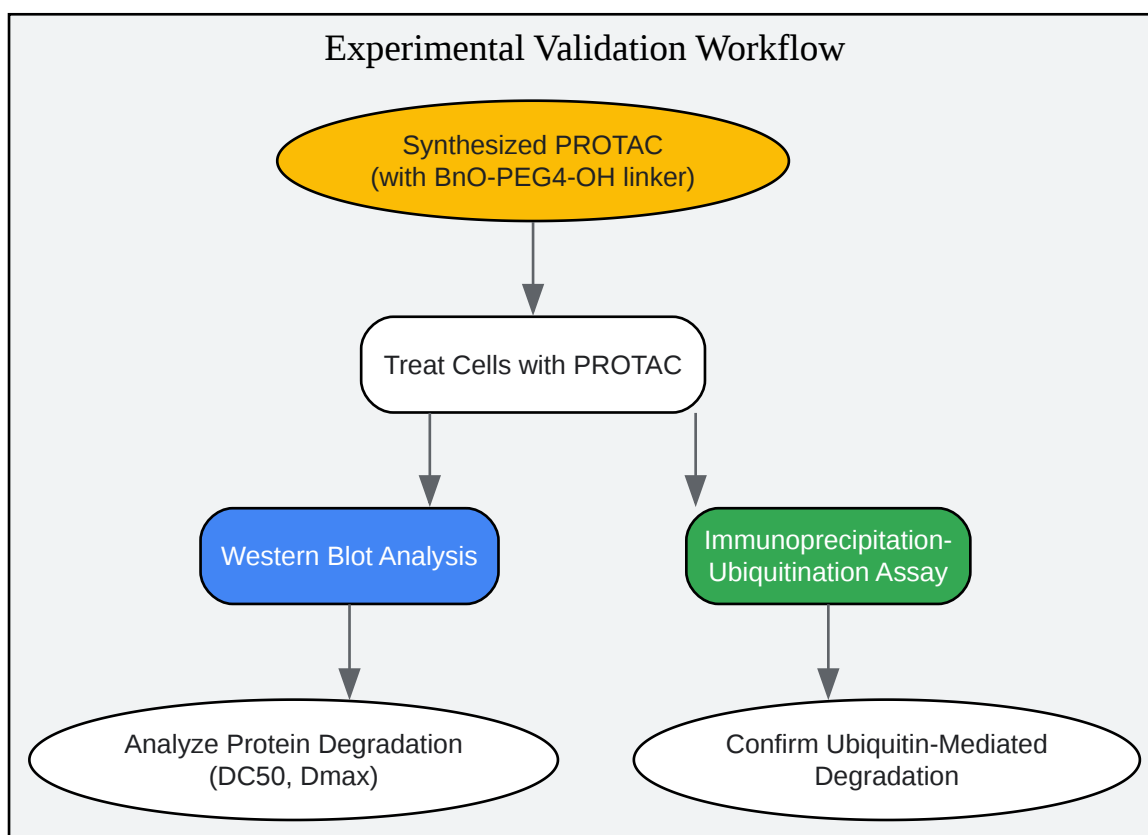 Experimental Validation Workflow
Synthesized PROTAC
(with BnO-PEG4-OH linker)
Treat Cells with PROTAC
Western Blot Analysis
Immunoprecipitation-
Ubiquitination Assay
Analyze Protein Degradation
(DC50, Dmax)
Confirm Ubiquitin-Mediated
Degradation